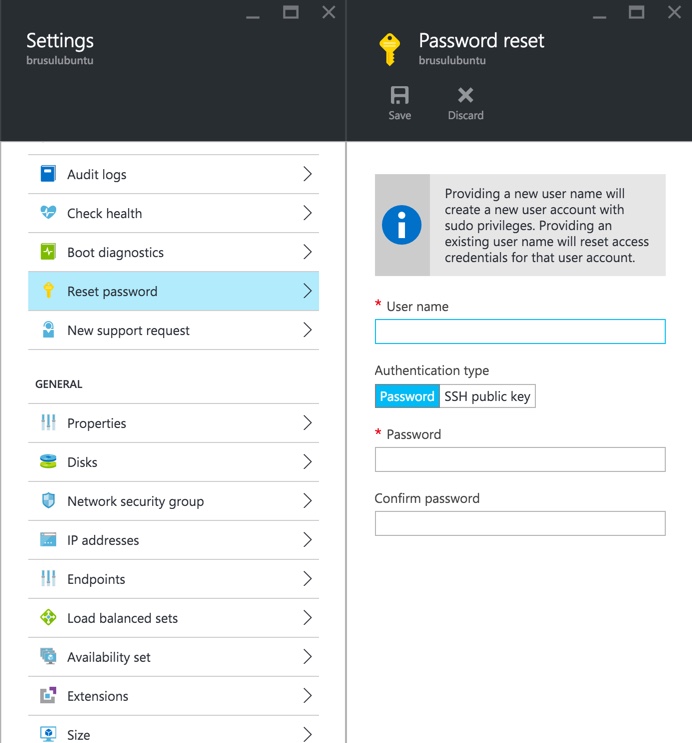 Settings
brusulubuntu
Audit logs
Check health
Boot diagnostics
Reset password
New support request
GENERAL
Properties
Disks
Network security group
IP addresses
Endpoints
Load balanced sets
Availability set
Extensions
Size
Password reset
brusulubuntu
Save
Discard
Providing a new user name will
create a new user account with
sudo privileges. Providing an
existing user name will reset access
credentials for that user account.
* User name
Authentication type
Password SSH public key
* Password
Confirm password